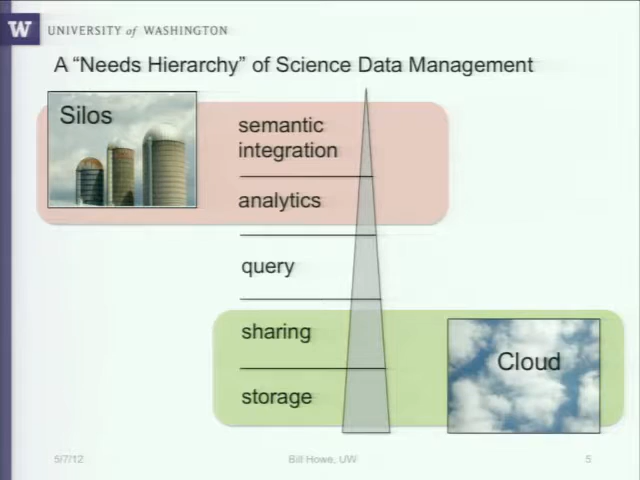 W UNIVERSITY of WASHINGTON
A “Needs Hierarchy” of Science Data Management
Silos
semantic
integration
analytics
query
sharing
storage
Cloud
5/7/12
Bill Howe, UW
5